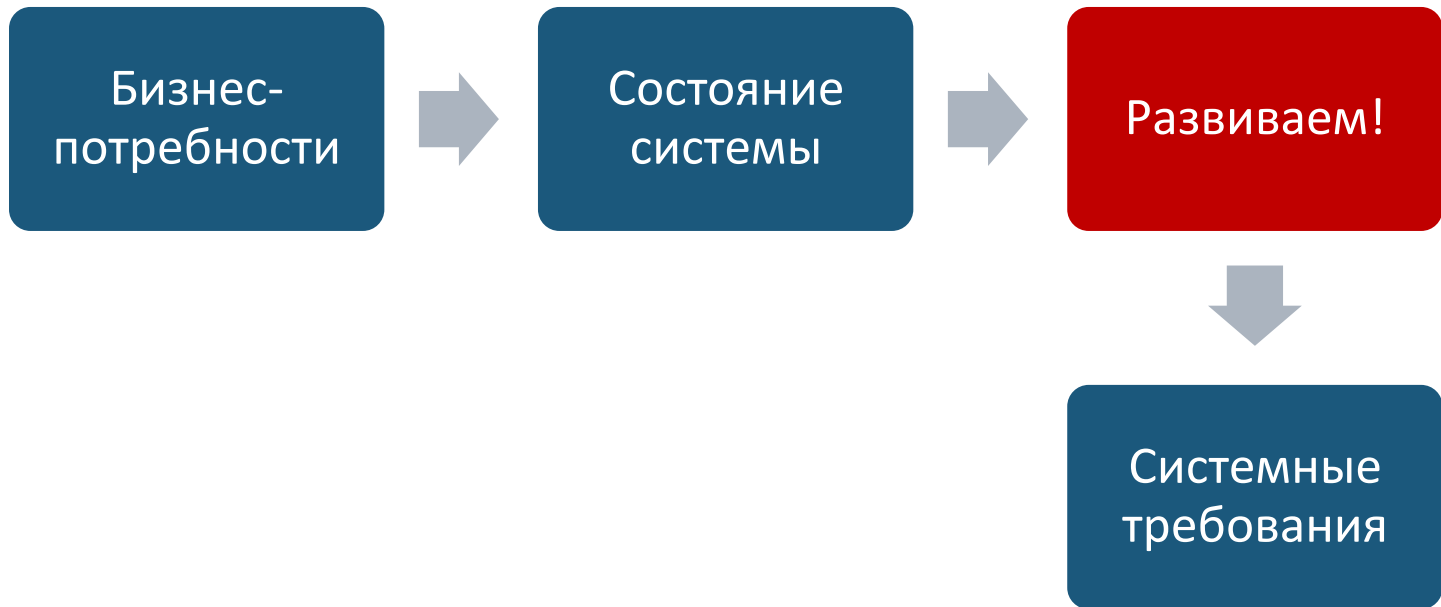 Бизнес-
потребности
Состояние
системы
Развиваем!
Системные
требования